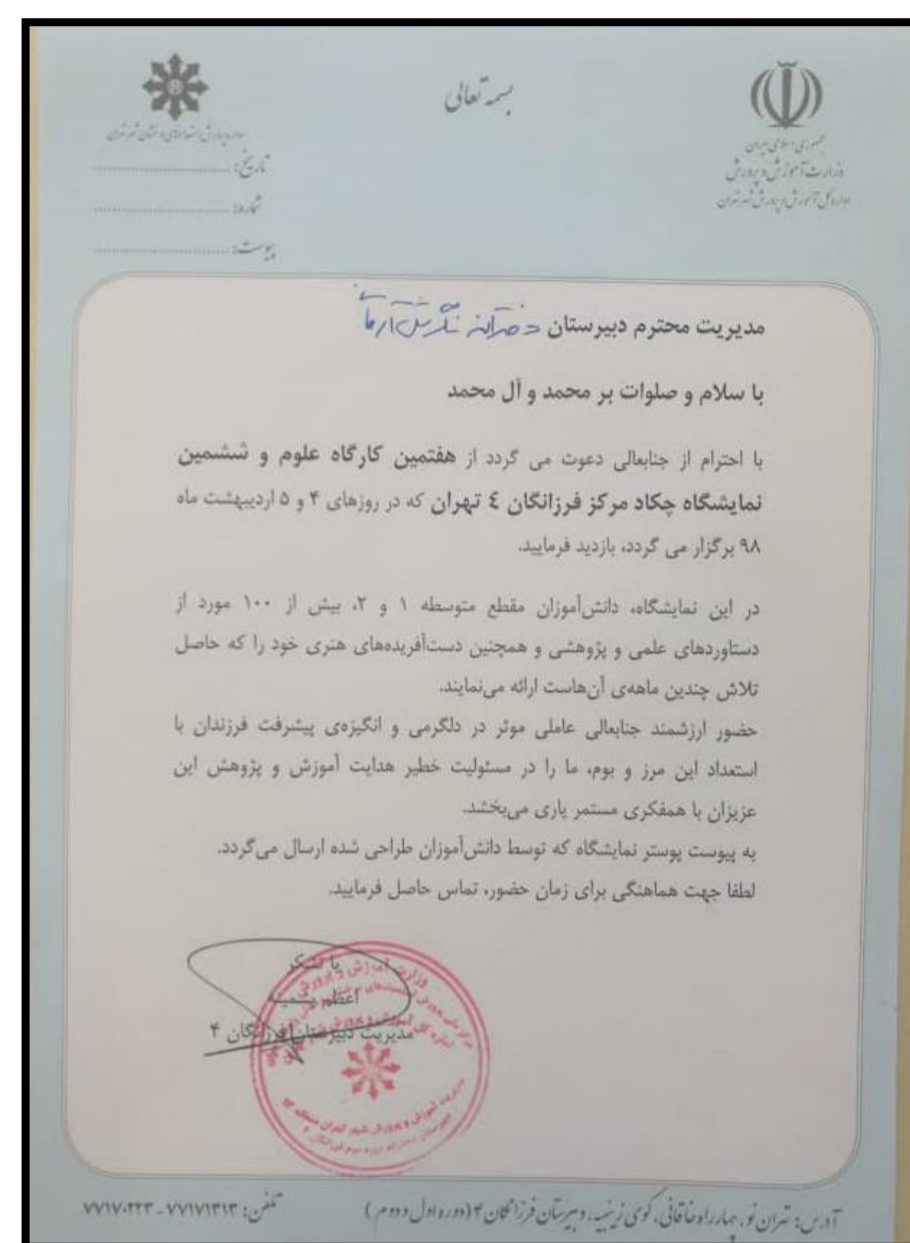 بسمه تعالی
جمهوری اسلامی ایران
وزارت آموزش و پرورش
اداره کل آموزش و پرورش شهر تهران
تاریخ:
شماره:
پیوست:
مدیریت محترم دبیرستان دخترانه نگرش آرمانی
با سلام و صلوات بر محمد و آل محمد
با احترام از جنابعالی دعوت می گردد از هفتمین کارگاه علوم و ششمین
نمایشگاه چکاد مرکز فرزانگان ٤ تهران که در روزهای ۴ و ۵ اردیبهشت ماه
۹۸ برگزار می گردد، بازدید فرمایید.
در این نمایشگاه، دانش‌آموزان مقطع متوسطه ۱ و ۲، بیش از ۱۰۰ مورد از
دستاوردهای علمی و پژوهشی و همچنین دست‌آفریده‌های هنری خود را که حاصل
تلاش چندین ماهه‌ی آن‌هاست ارائه می‌نمایند.
حضور ارزشمند جنابعالی عاملی موثر در دلگرمی و انگیزه‌ی پیشرفت فرزندان با
استعداد این مرز و بوم، ما را در مسئولیت خطیر هدایت آموزش و پژوهش این
عزیزان با همفکری مستمر یاری می‌بخشد.
به پیوست پوستر نمایشگاه که توسط دانش‌آموزان طراحی شده ارسال می‌گردد.
لطفا جهت هماهنگی برای زمان حضور، تماس حاصل فرمایید.
با تشکر
اعظم پشمینه
مدیریت دبیرستان فرزانگان ۴
وزارت آموزش و پرورش
آدرس: تهران نو، چهارراه خاقانی، کوی زینبیه، دبیرستان فرزانگان ۴ (دوره اول و دوم)
تلفن: ۷۷۱۷۱۳۱۳ - ۷۷۱۷۰۲۲۳